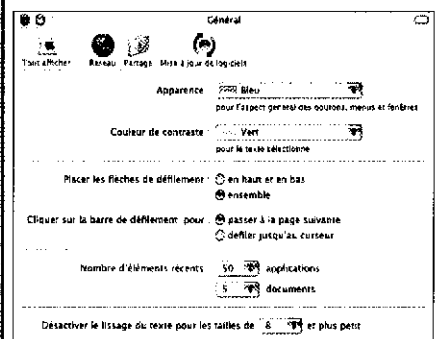 Général
Tout afficher Réseau Partage Mise à jour de logiciels
Apparence : Bleu
pour l'aspect général des boutons, menus et fenêtres
Couleur de contraste : Vert
pour le texte sélectionné
Placer les flèches de défilement : en haut et en bas
ensemble
Cliquer sur la barre de défilement pour : passer à la page suivante
défiler jusqu'au curseur
Nombre d'éléments récents 50 applications
5 documents
Désactiver le lissage du texte pour les tailles de 8 et plus petit